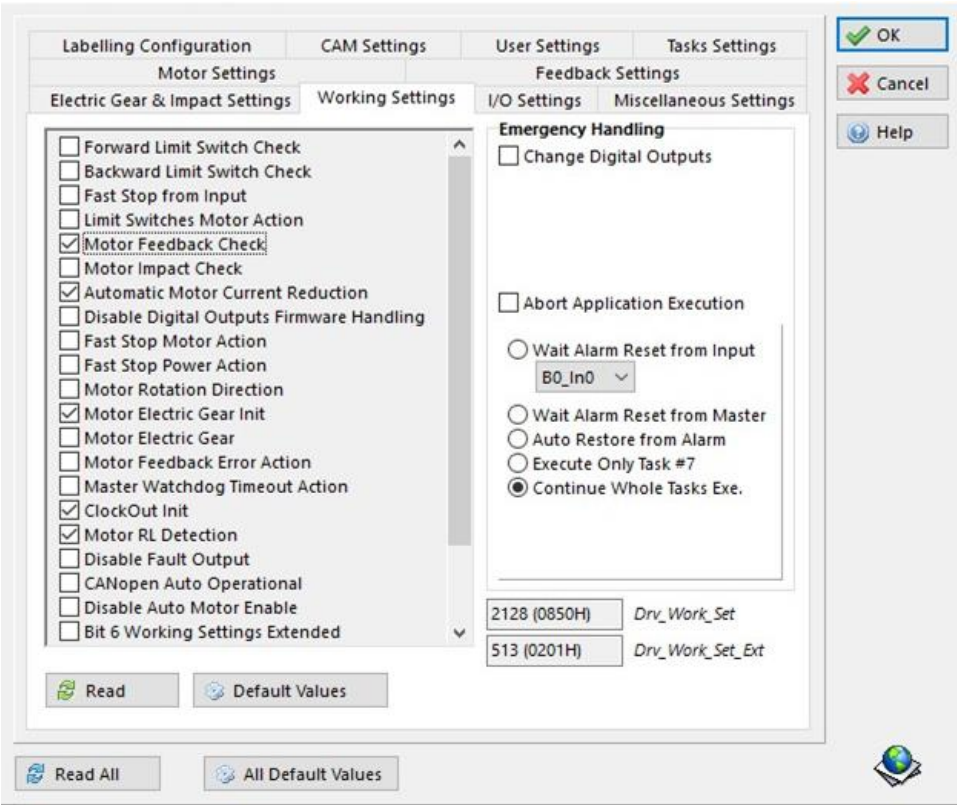 Labelling Configuration
CAM Settings
User Settings
Tasks Settings
Motor Settings
Feedback Settings
Electric Gear & Impact Settings
Working Settings
I/O Settings
Miscellaneous Settings
Forward Limit Switch Check
Backward Limit Switch Check
Fast Stop from Input
Limit Switches Motor Action
Motor Feedback Check
Motor Impact Check
Automatic Motor Current Reduction
Disable Digital Outputs Firmware Handling
Fast Stop Motor Action
Fast Stop Power Action
Motor Rotation Direction
Motor Electric Gear Init
Motor Electric Gear
Motor Feedback Error Action
Master Watchdog Timeout Action
ClockOut Init
Motor RL Detection
Disable Fault Output
CANopen Auto Operational
Disable Auto Motor Enable
Bit 6 Working Settings Extended
Read
Default Values
Emergency Handling
Change Digital Outputs
Abort Application Execution
Wait Alarm Reset from Input
B0_In0
Wait Alarm Reset from Master
Auto Restore from Alarm
Execute Only Task #7
Continue Whole Tasks Exe.
2128 (0850H)
Drv_Work_Set
513 (0201H)
Drv_Work_Set_Ext
OK
Cancel
Help
Read All
All Default Values